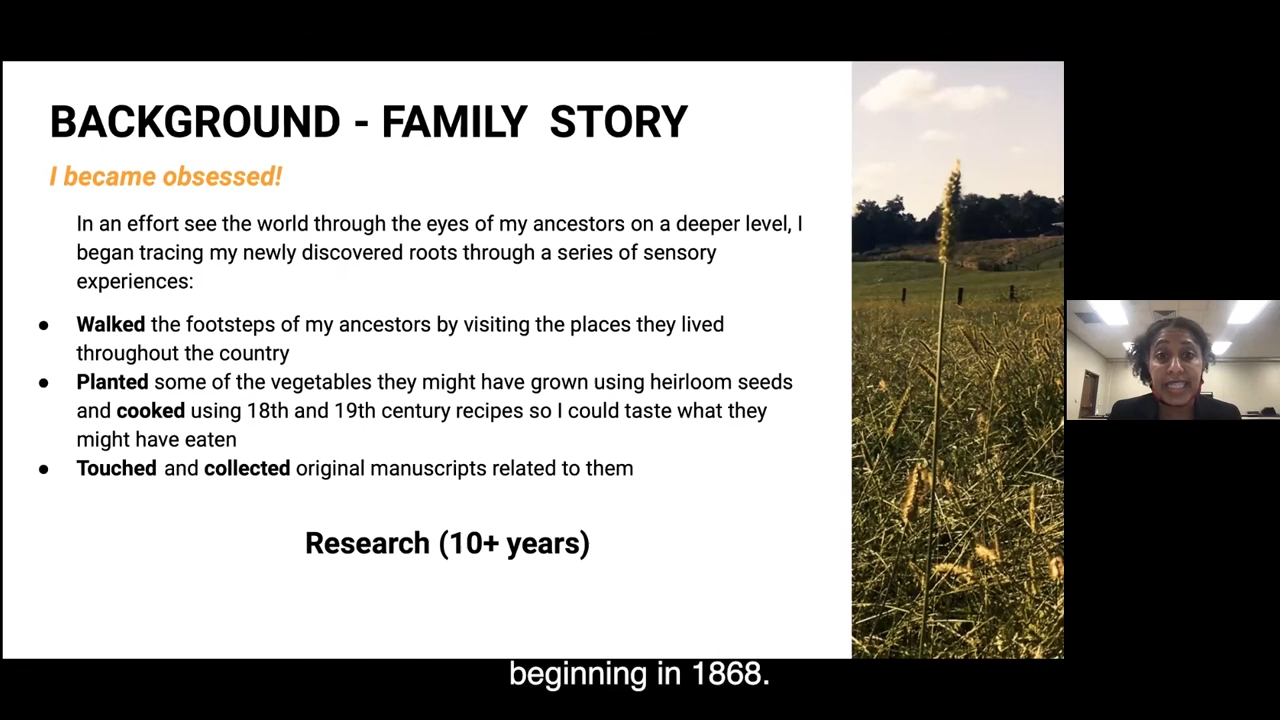 BACKGROUND - FAMILY STORY
I became obsessed!
In an effort see the world through the eyes of my ancestors on a deeper level, I
began tracing my newly discovered roots through a series of sensory
experiences:
● Walked the footsteps of my ancestors by visiting the places they lived
throughout the country
● Planted some of the vegetables they might have grown using heirloom seeds
and cooked using 18th and 19th century recipes so I could taste what they
might have eaten
● Touched and collected original manuscripts related to them
Research (10+ years)
beginning in 1868.